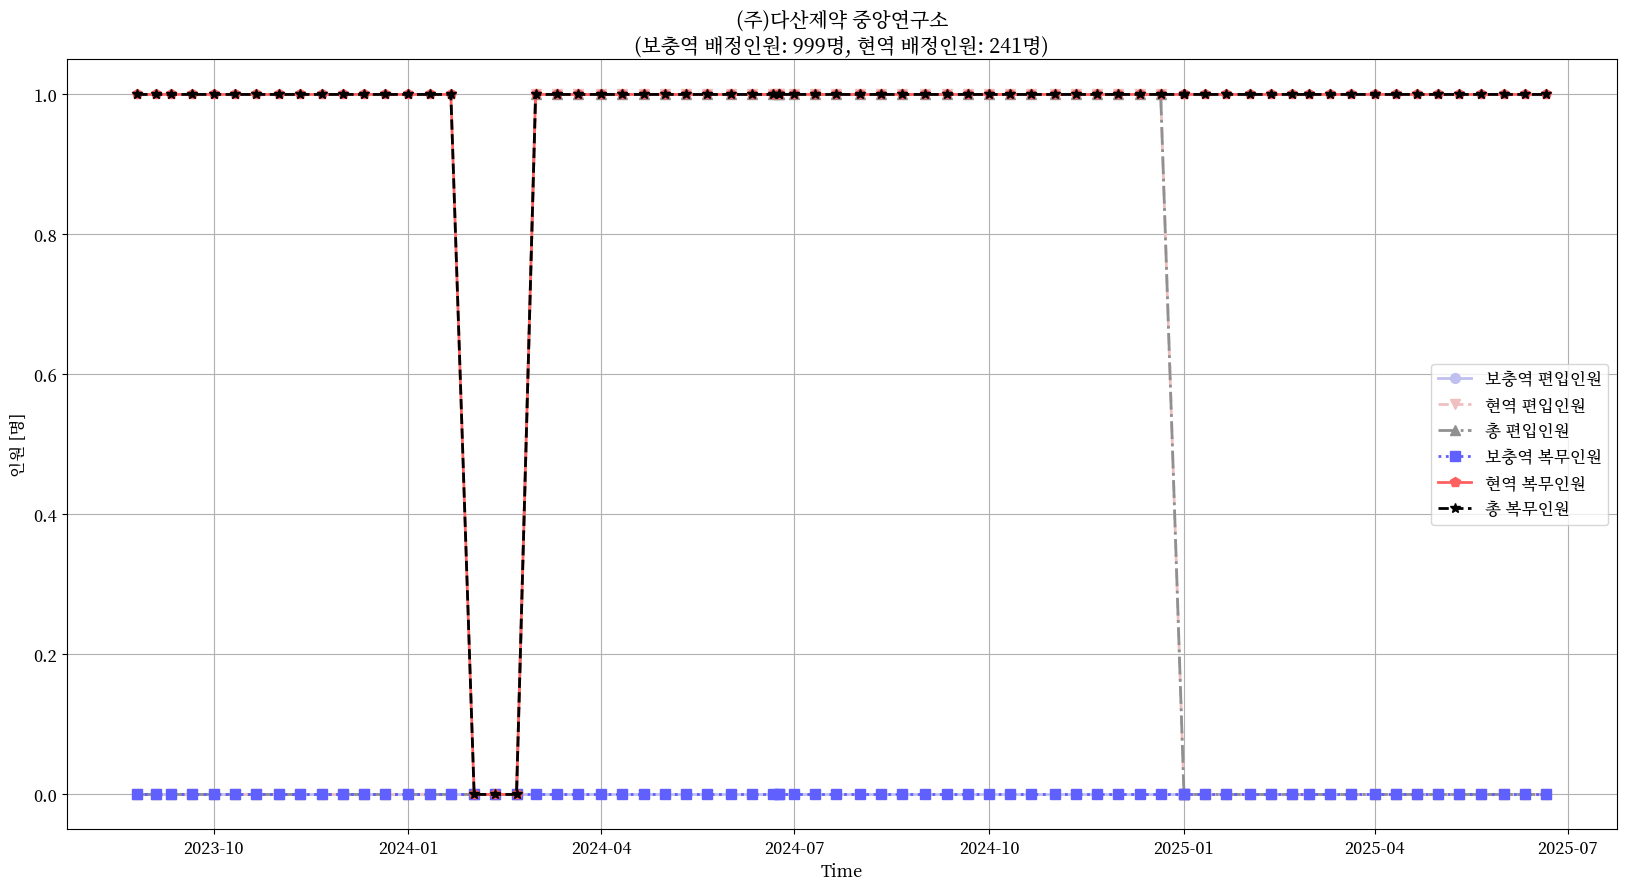 (주)다산제약 중앙연구소
(보충역 배정인원: 999명, 현역 배정인원: 241명)
인원 [명]
1.0
0.8
0.6
0.4
0.2
0.0
보충역 편입인원
현역 편입인원
총 편입인원
보충역 복무인원
현역 복무인원
총 복무인원
2023-10
2024-01
2024-04
2024-07
2024-10
2025-01
2025-04
2025-07
Time